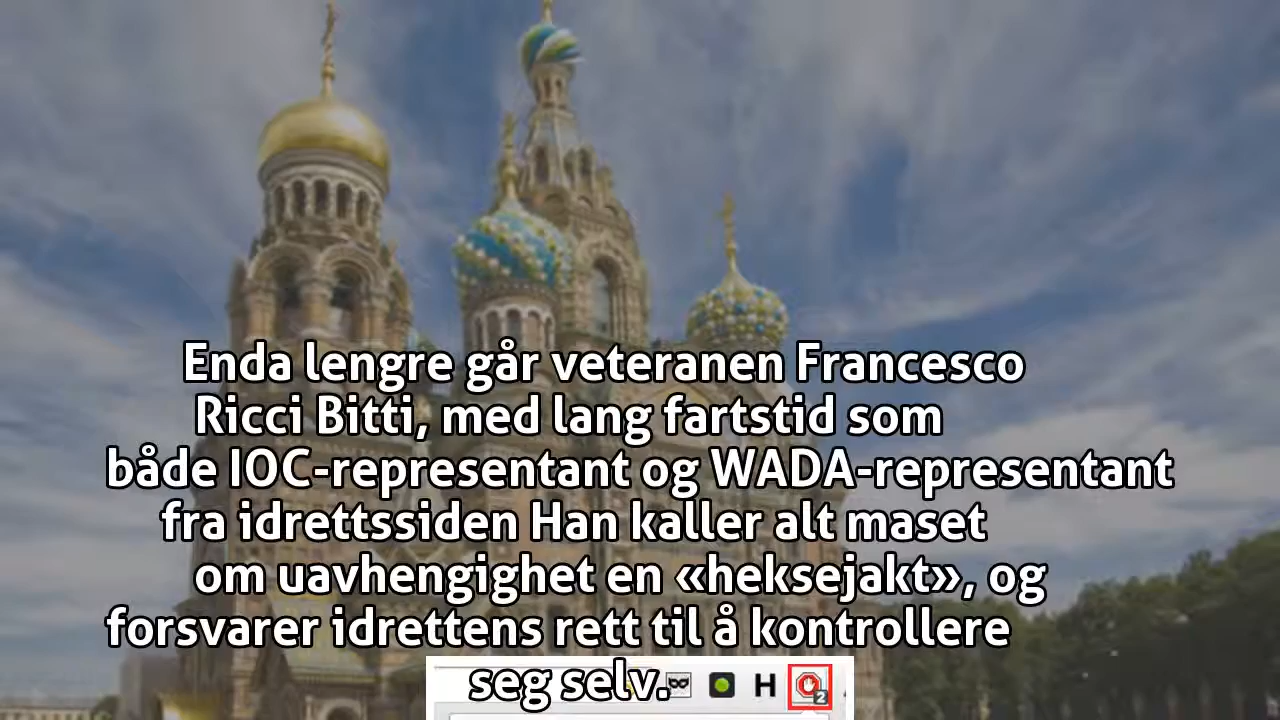 Enda lengre går veteranen Francesco
Ricci Bitti, med lang fartstid som
både IOC-representant og WADA-representant
fra idrettssiden Han kaller alt maset
om uavhengighet en «heksejakt», og
forsvarer idrettens rett til å kontrollere
seg selv.
H
2